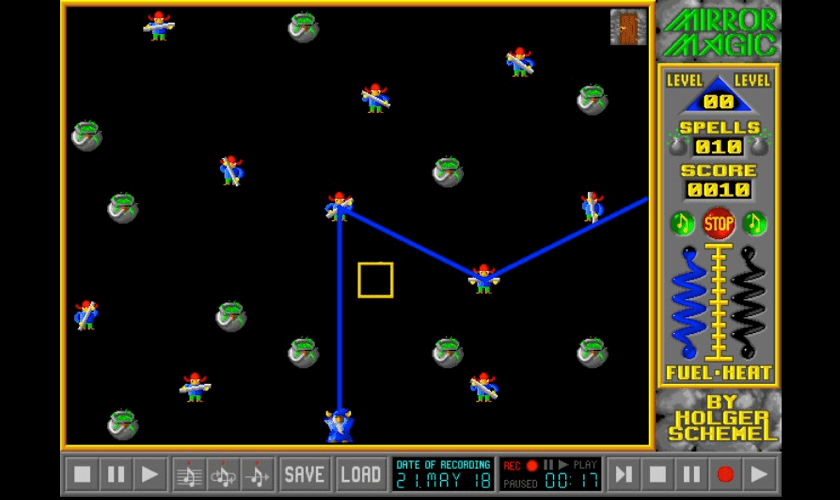 MIRROR
MAGIC
LEVEL LEVEL
00
SPELLS
010
SCORE
0010
STOP
FUEL·HEAT
BY
HOLGER
SCHEMEL
SAVE LOAD
DATE OF RECORDING
21.MAY 18
REC PLAY
PAUSED 00:17